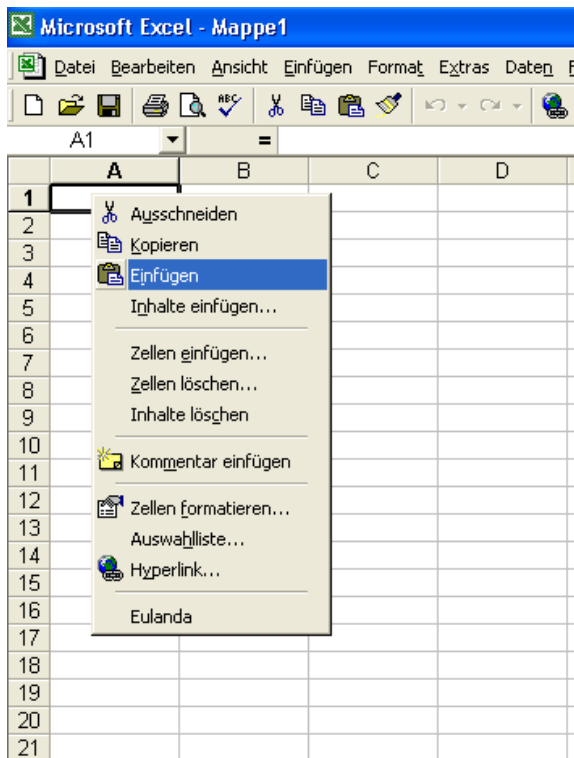 Microsoft Excel - Mappe1
Datei Bearbeiten Ansicht Einfügen Format Extras Daten
ABC
A1 =
A B C D
1
2
3
4
5
6
7
8
9
10
11
12
13
14
15
16
17
18
19
20
21
Ausschneiden
Kopieren
Einfügen
Inhalte einfügen...
Zellen einfügen...
Zellen löschen...
Inhalte löschen
Kommentar einfügen
Zellen formatieren...
Auswahlliste...
Hyperlink...
Eulanda